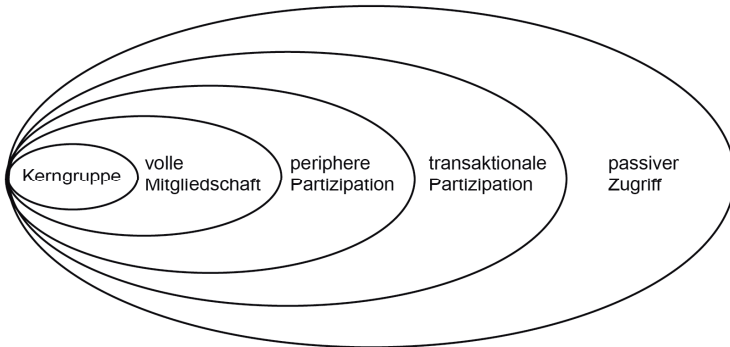 Kerngruppe
volle
Mitgliedschaft
periphere
Partizipation
transaktionale
Partizipation
passiver
Zugriff